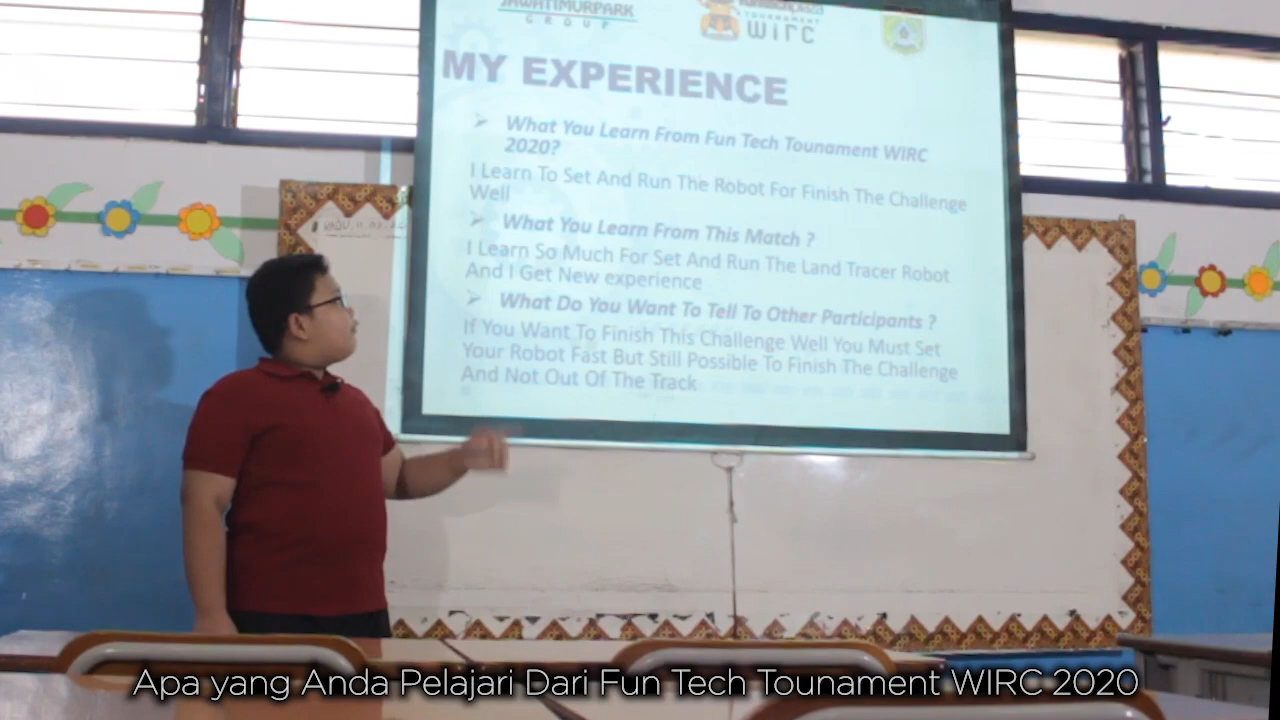 JAWATIMURPARK
GROUP
TOURNAMENT
WIRC
MY EXPERIENCE
What You Learn From Fun Tech Tounament WIRC
2020?
I Learn To Set And Run The Robot For Finish The Challenge
Well
What You Learn From This Match ?
I Learn So Much For Set And Run The Land Tracer Robot
And I Get New experience
What Do You Want To Tell To Other Participants ?
If You Want To Finish This Challenge Well You Must Set
Your Robot Fast But Still Possible To Finish The Challenge
And Not Out Of The Track
Apa yang Anda Pelajari Dari Fun Tech Tounament WIRC 2020